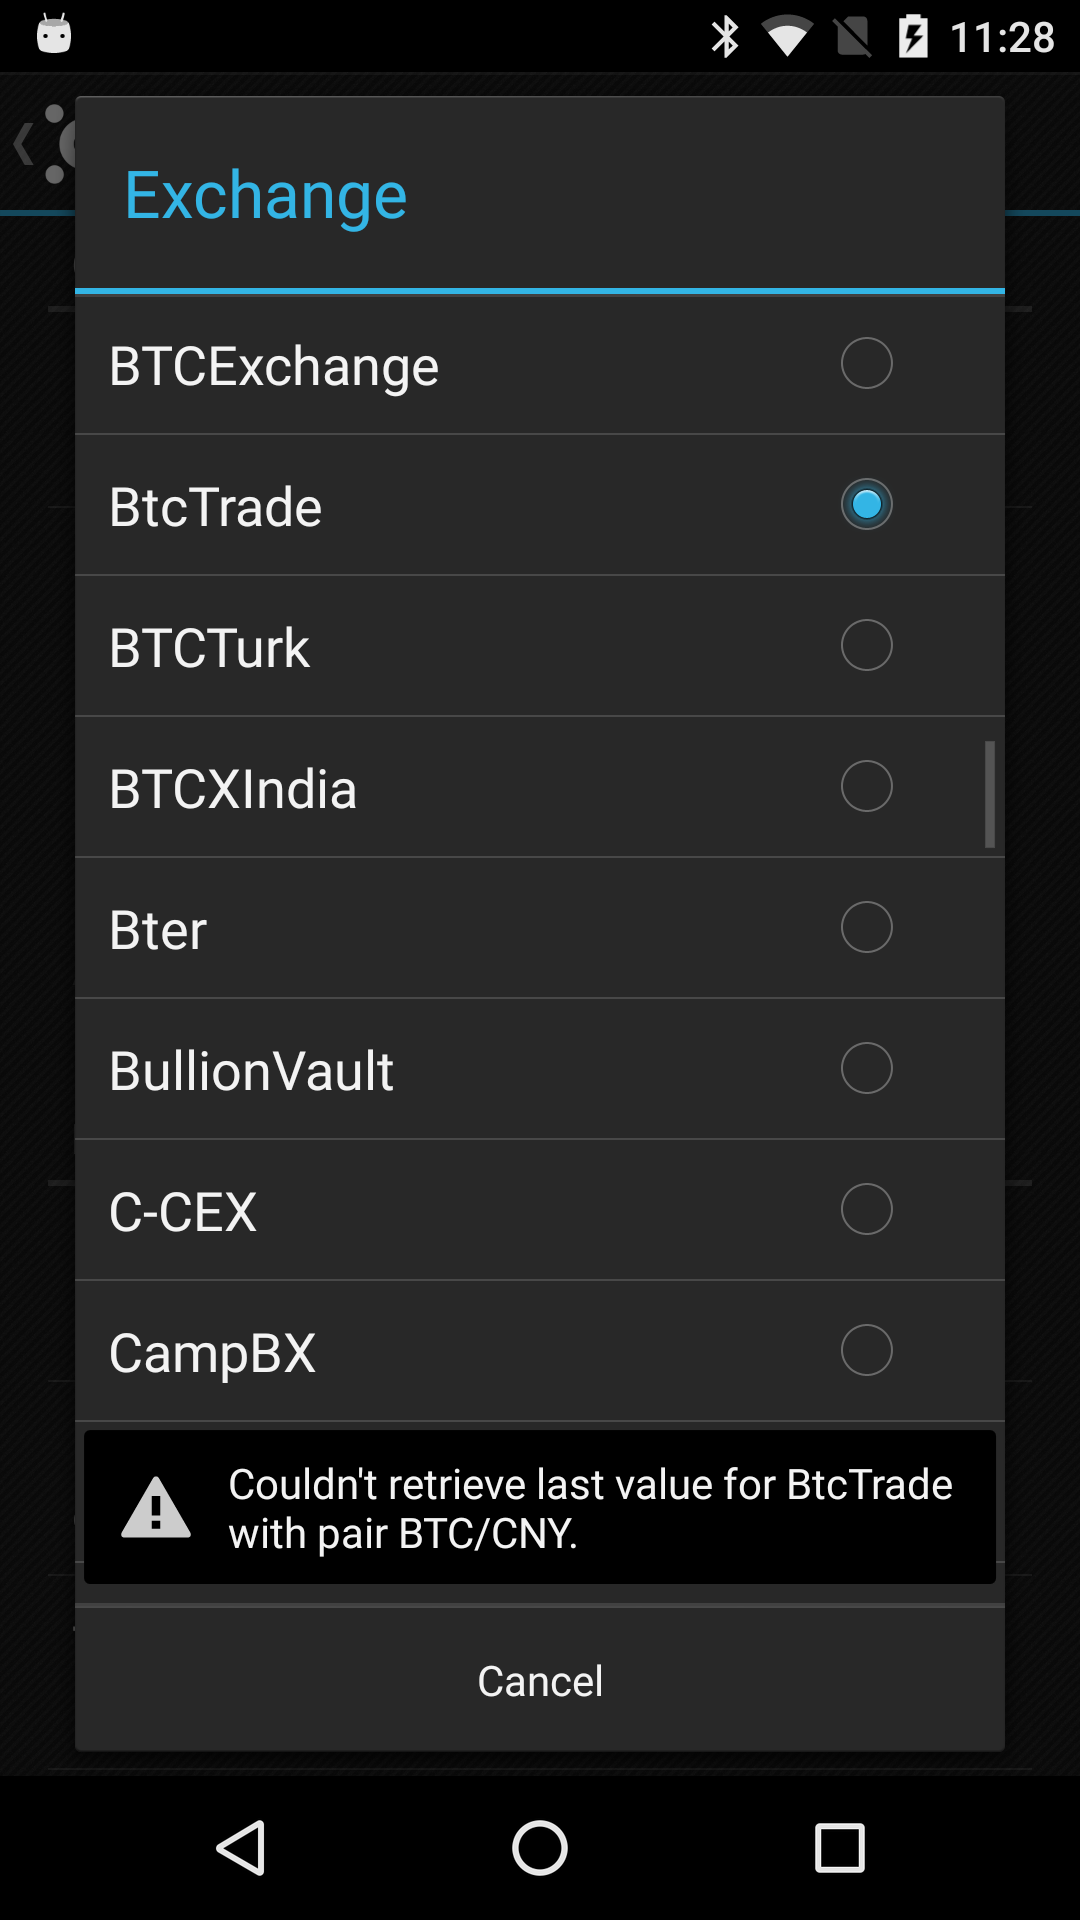 11:28
Exchange
BTCExchange
BtcTrade
BTCTurk
BTCXIndia
Bter
BullionVault
C-CEX
CampBX
Couldn't retrieve last value for BtcTrade
with pair BTC/CNY.
Cancel